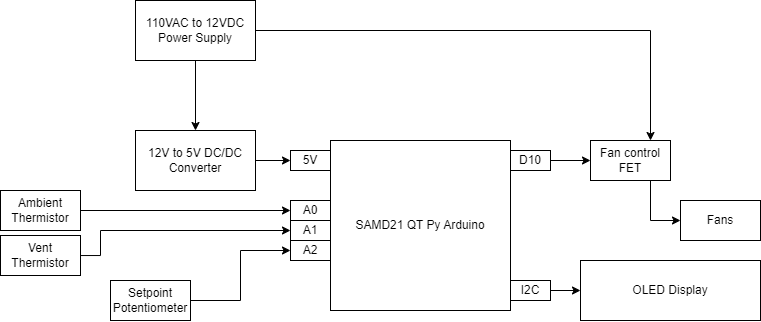 110VAC to 12VDC
Power Supply
12V to 5V DC/DC
Converter
5V
D10
Fan control
FET
Ambient
Thermistor
A0
A1
A2
SAMD21 QT Py Arduino
Fans
Vent
Thermistor
Setpoint
Potentiometer
I2C
OLED Display